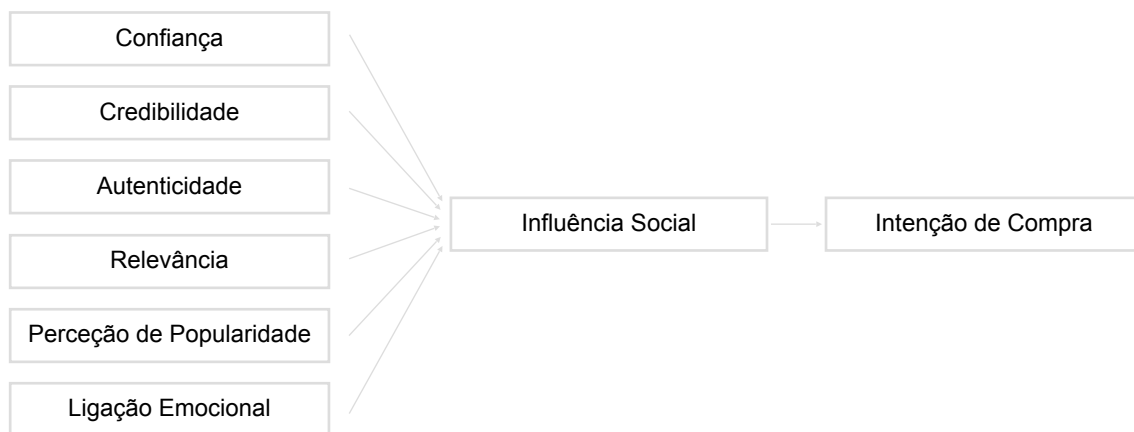 Confiança
Credibilidade
Autenticidade
Relevância
Perceção de Popularidade
Ligação Emocional
Influência Social
Intenção de Compra